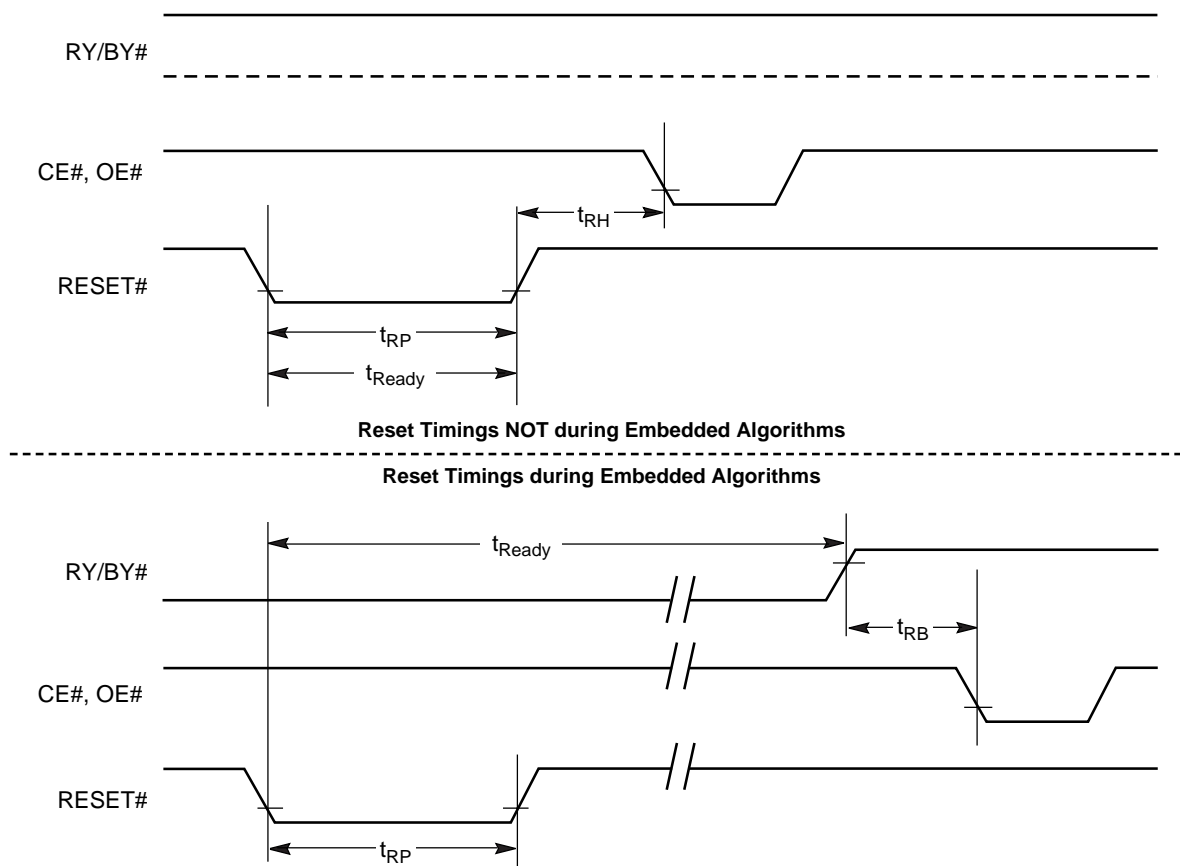 RY/BY#
CE#, OE#
tRH
RESET#
tRP
tReady
Reset Timings NOT during Embedded Algorithms
Reset Timings during Embedded Algorithms
tReady
RY/BY#
tRB
CE#, OE#
RESET#
tRP